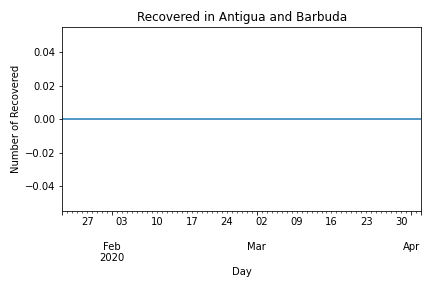 Recovered in Antigua and Barbuda
Number of Recovered
0.04
0.02
0.00
−0.02
−0.04
27 03 10 17 24 02 09 16 23 30
Feb Mar Apr
2020
Day